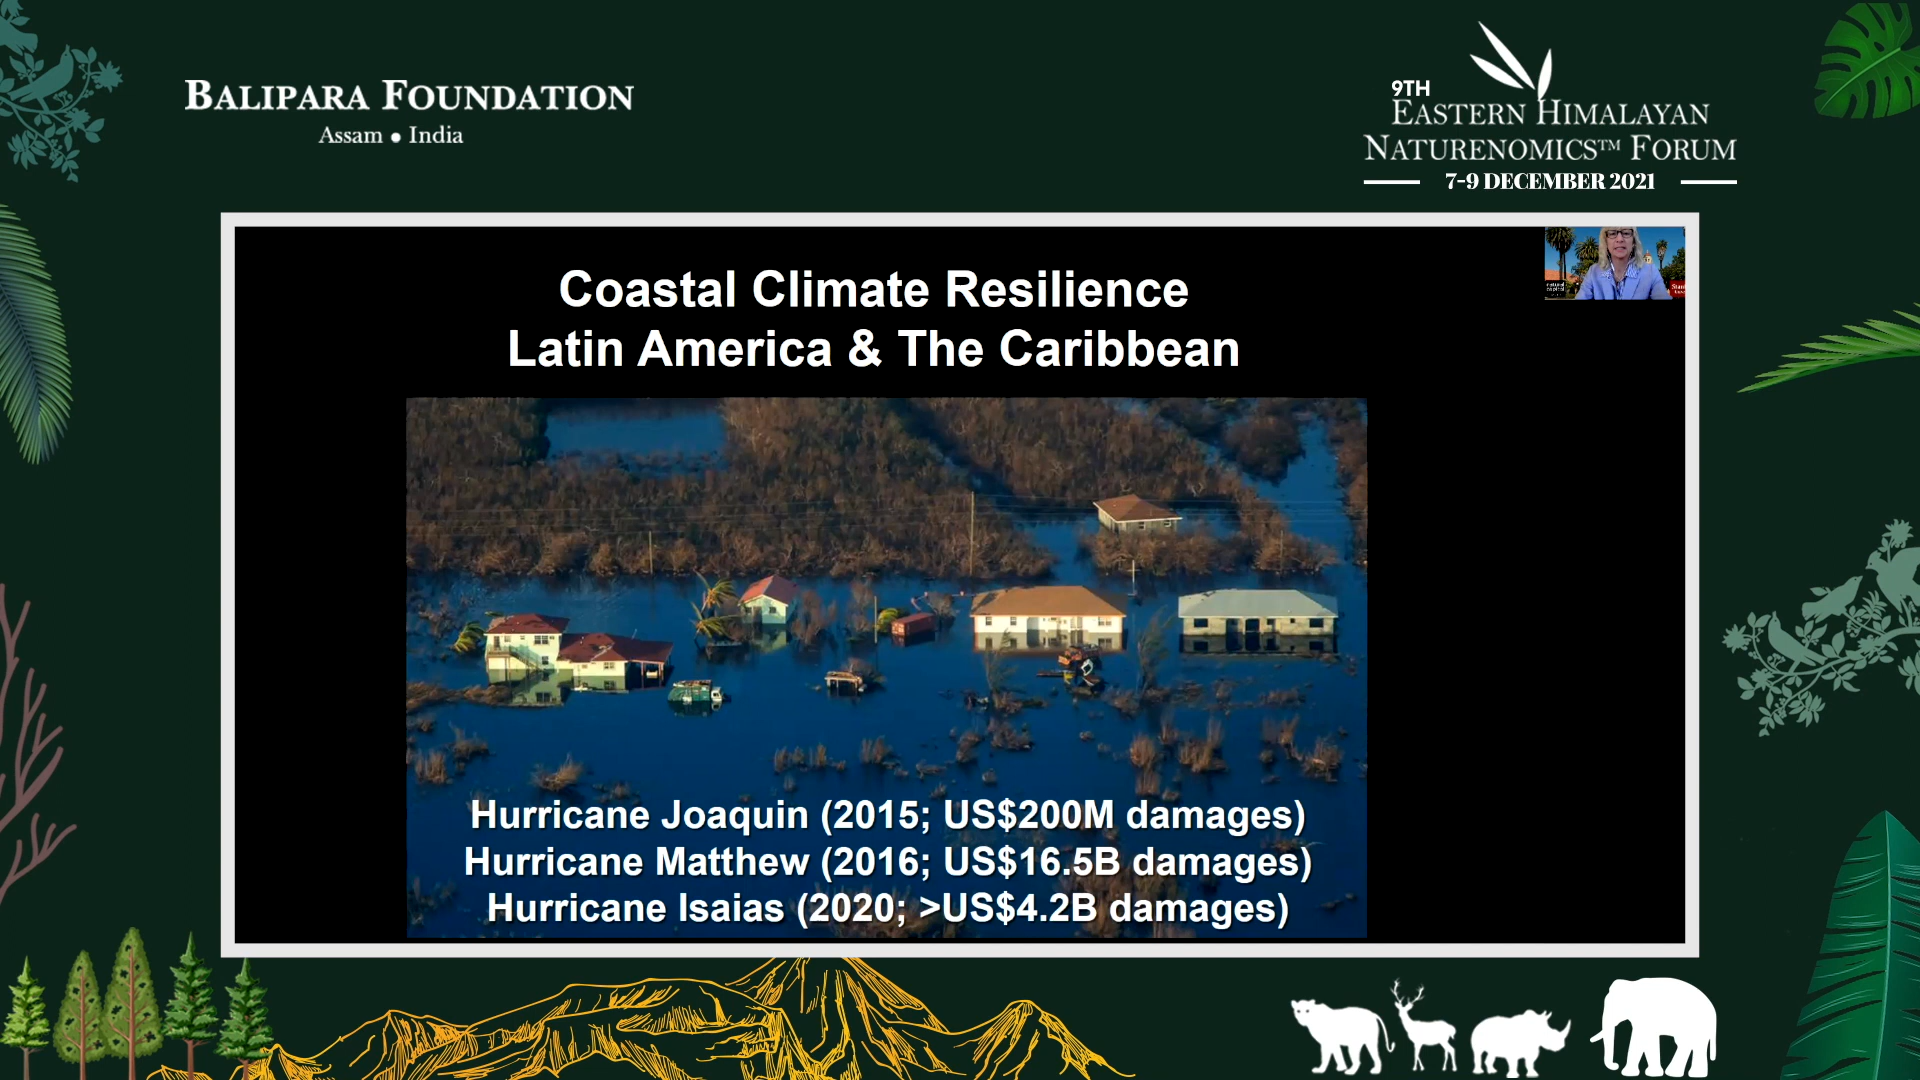 BALIPARA FOUNDATION
Assam • India
9TH
EASTERN HIMALAYAN
NATURENOMICS™ FORUM
7-9 DECEMBER 2021
Coastal Climate Resilience
Latin America & The Caribbean
natural
capital
Hurricane Joaquin (2015; US$200M damages)
Hurricane Matthew (2016; US$16.5B damages)
Hurricane Isaias (2020; >US$4.2B damages)